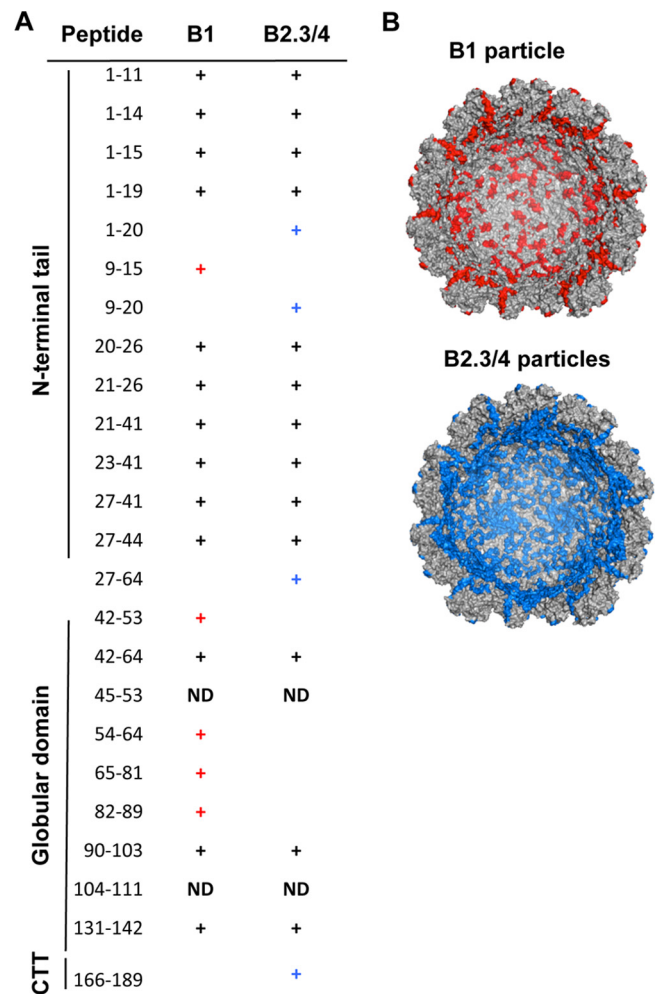 A
Peptide B1 B2.3/4
1-11 + +
1-14 + +
1-15 + +
1-19 + +
1-20 +
9-15 +
9-20 +
20-26 + +
21-26 + +
21-41 + +
23-41 + +
27-41 + +
27-44 + +
27-64 +
42-53 +
42-64 + +
45-53 ND ND
54-64 +
65-81 +
82-89 +
90-103 + +
104-111 ND ND
131-142 + +
166-189 +
N-terminal tail
Globular domain
CTT
B
B1 particle
B2.3/4 particles